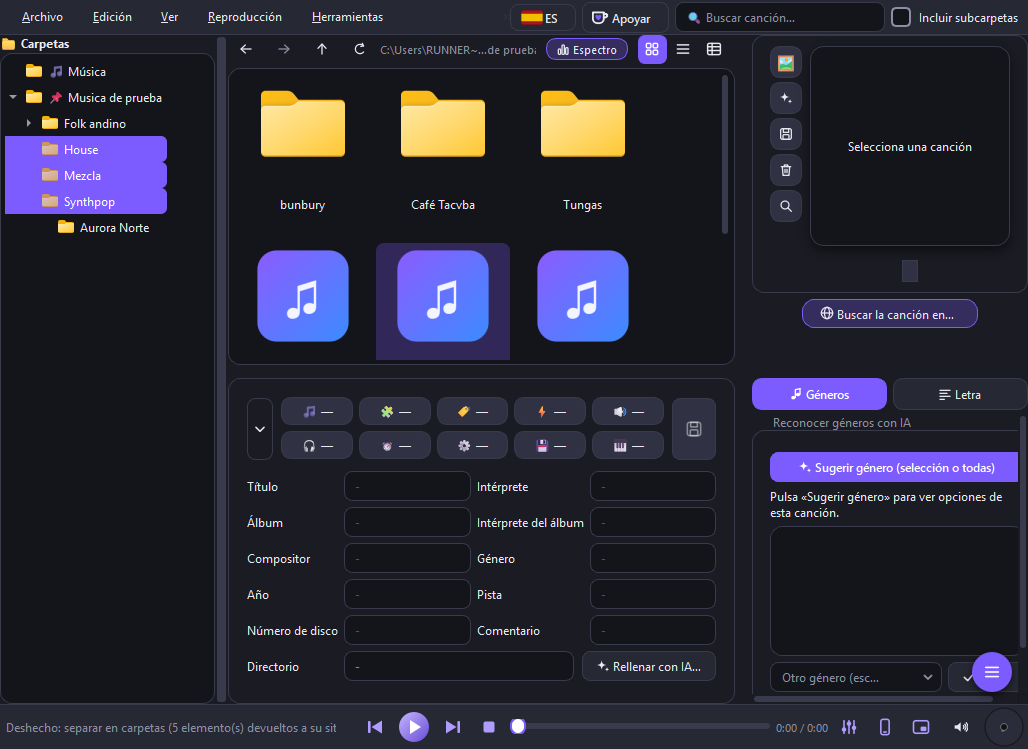 Archivo Edición Ver Reproducción Herramientas ES Apoyar Buscar canción... Incluir subcarpetas
Carpetas
Música
Musica de prueba
Folk andino
House
Mezcla
Synthpop
Aurora Norte
C:\Users\RUNNER~...de prueba Espectro
bunbury Café Tacvba Tungas
Selecciona una canción
Buscar la canción en...
Géneros Letra
Reconocer géneros con IA
Sugerir género (selección o todas)
Pulsa «Sugerir género» para ver opciones de
esta canción.
Otro género (esc...
— — — — —
— — — — —
Título - Intérprete -
Álbum - Intérprete del álbum -
Compositor - Género -
Año - Pista -
Número de disco - Comentario -
Directorio - Rellenar con IA...
Deshecho: separar en carpetas (5 elemento(s) devueltos a su sit 0:00 / 0:00